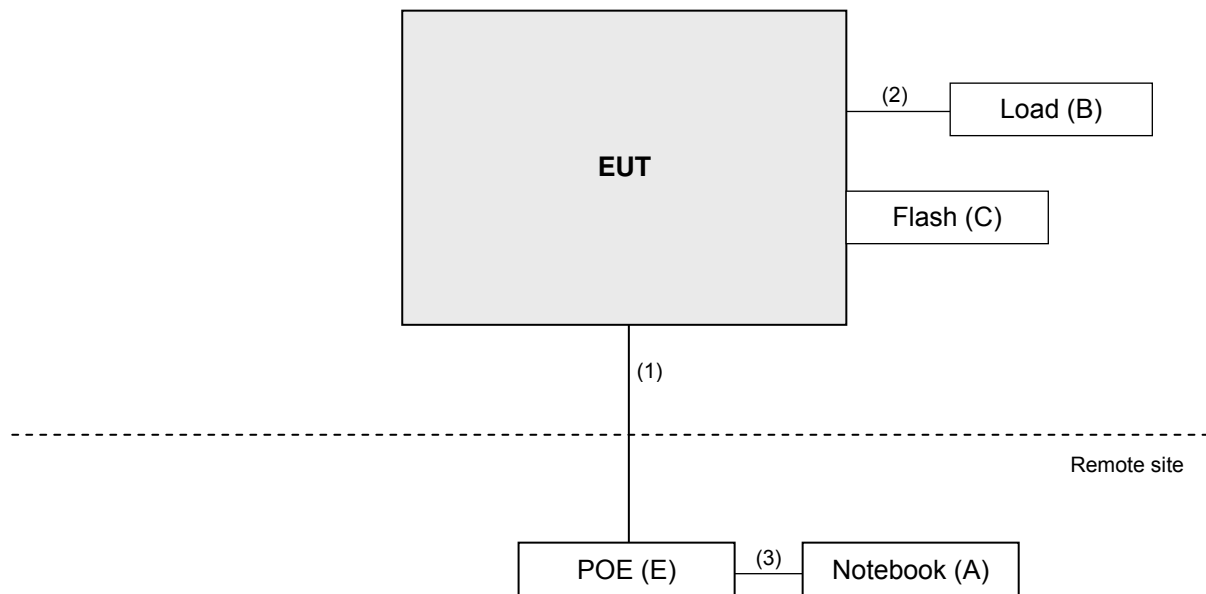 (2)
Load (B)
EUT
Flash (C)
(1)
Remote site
POE (E)
(3)
Notebook (A)